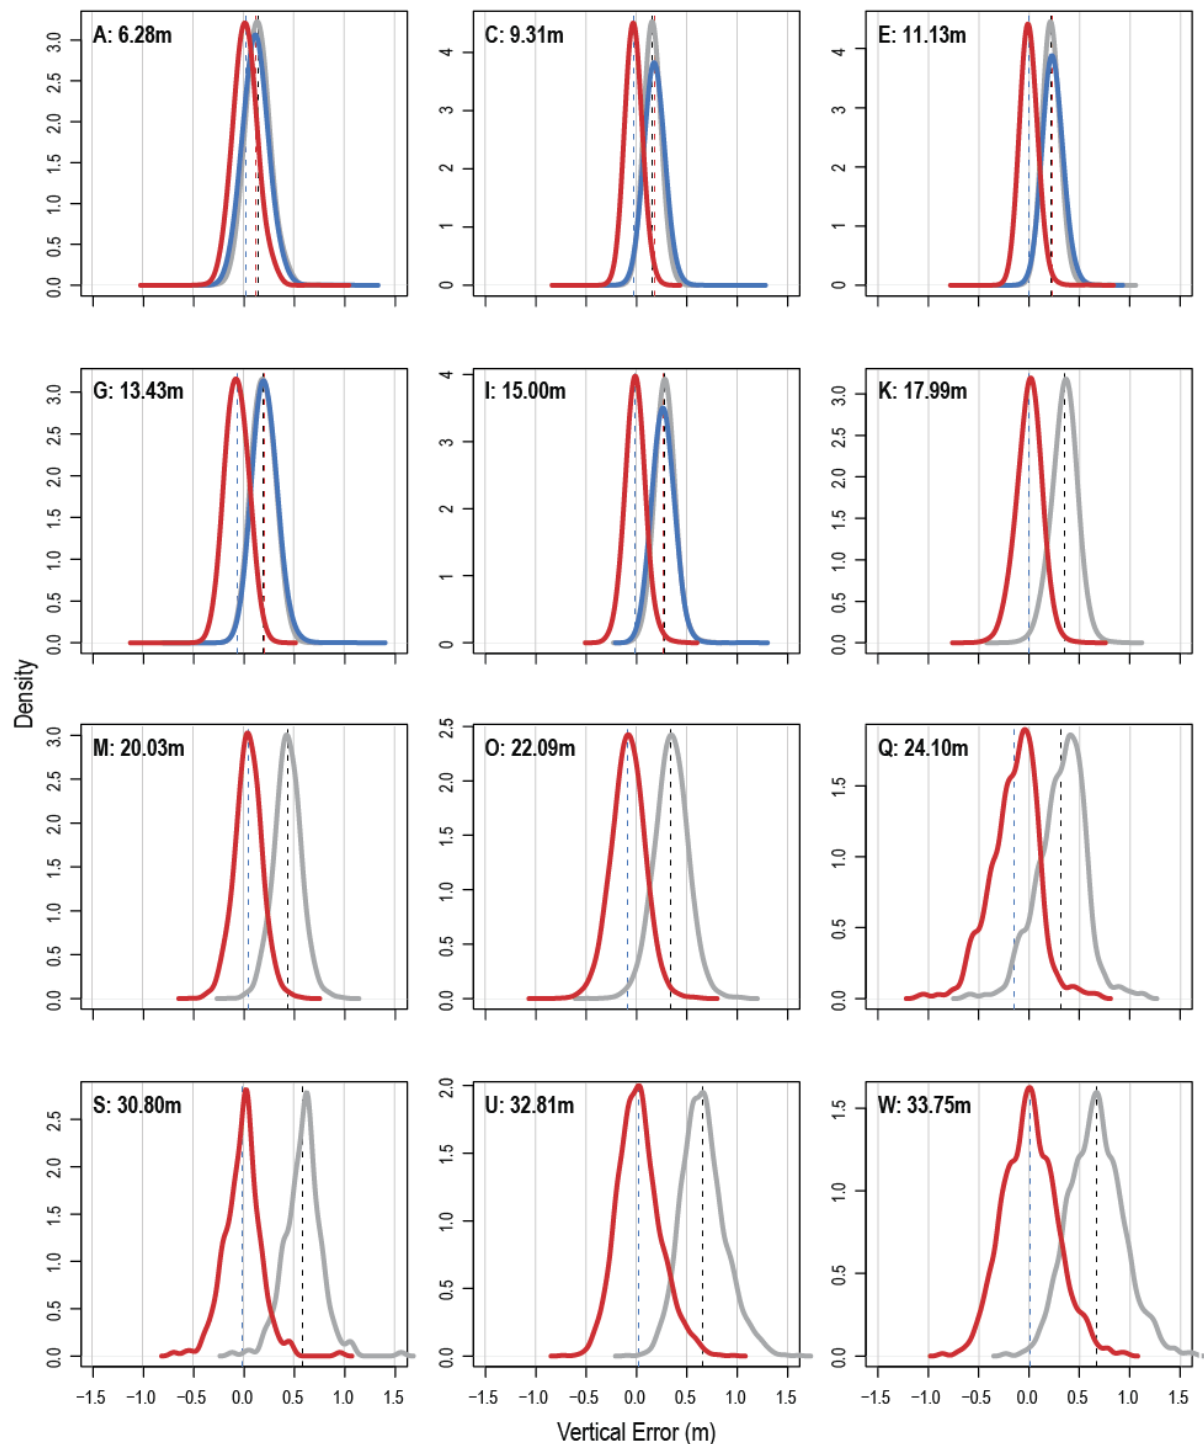 A: 6.28m
0.0 0.5 1.0 1.5 2.0 2.5 3.0
C: 9.31m
0 1 2 3 4
E: 11.13m
0 1 2 3 4
G: 13.43m
0.0 0.5 1.0 1.5 2.0 2.5 3.0
I: 15.00m
0 1 2 3 4
K: 17.99m
0.0 0.5 1.0 1.5 2.0 2.5 3.0
Density
M: 20.03m
0.0 0.5 1.0 1.5 2.0 2.5 3.0
O: 22.09m
0.0 0.5 1.0 1.5 2.0 2.5
Q: 24.10m
0.0 0.5 1.0 1.5
S: 30.80m
0.0 0.5 1.0 1.5 2.0 2.5
U: 32.81m
0.0 0.5 1.0 1.5 2.0
W: 33.75m
0.0 0.5 1.0 1.5
−1.5 −1.0 −0.5 0.0 0.5 1.0 1.5
−1.5 −1.0 −0.5 0.0 0.5 1.0 1.5
−1.5 −1.0 −0.5 0.0 0.5 1.0 1.5
Vertical Error (m)